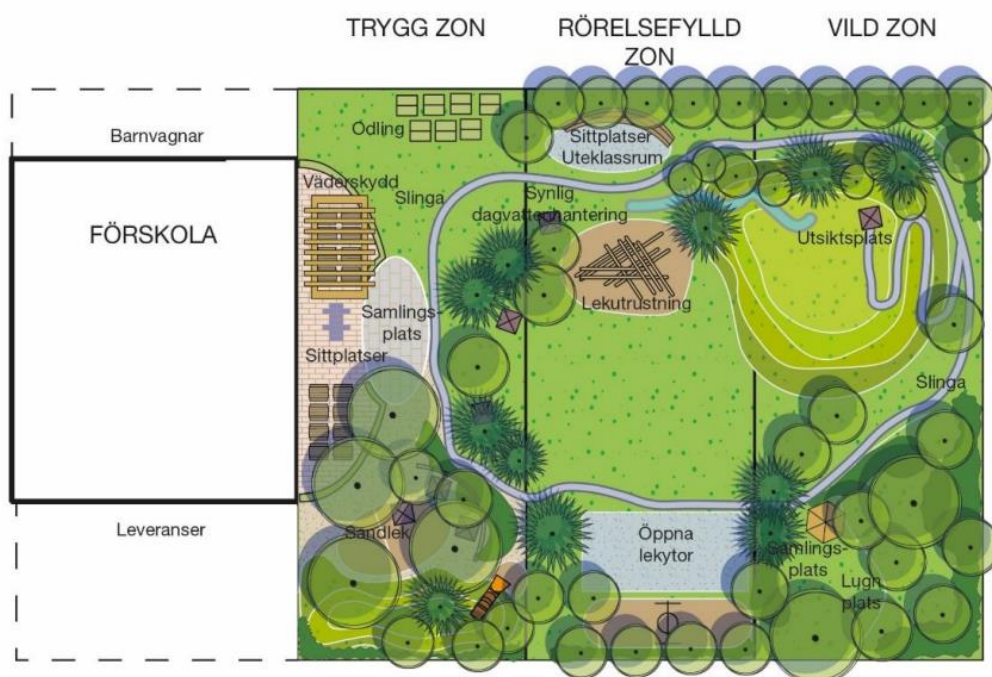 TRYGG ZON
RÖRELSEFYLLD
ZON
VILD ZON
Barnvagnar
FÖRSKOLA
Leveranser
Odling
Väderskydd
Slinga
Samlings-
plats
Sittplatser
Sandlek
Sittplatser
Uteklassrum
Synlig
dagvattenhantering
Lekutrustning
Öppna
lekytor
Utsiktsplats
Slinga
Samlings-
plats
Lugn
plats